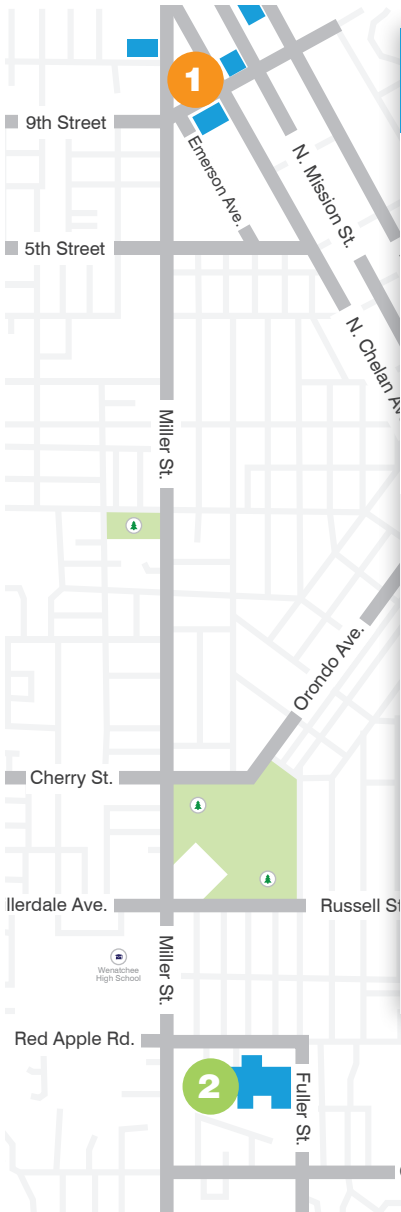 1
9th Street
Emerson Ave.
N. Mission St.
5th Street
N. Chelan
Miller St.
Orondo Ave.
Cherry St.
llerdale Ave.
Russell St
Miller St.
Wenatchee
High School
Red Apple Rd.
2
Fuller St.